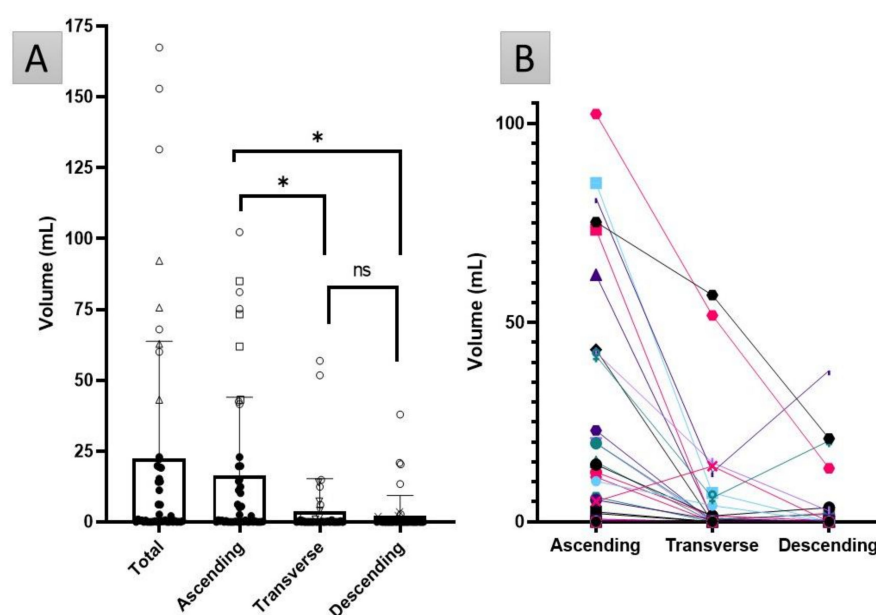 A
Volume (mL)
175
150
125
100
75
50
25
0
*
*
ns
Total
Ascending
Transverse
Descending
B
Volume (mL)
100
50
0
Ascending
Transverse
Descending